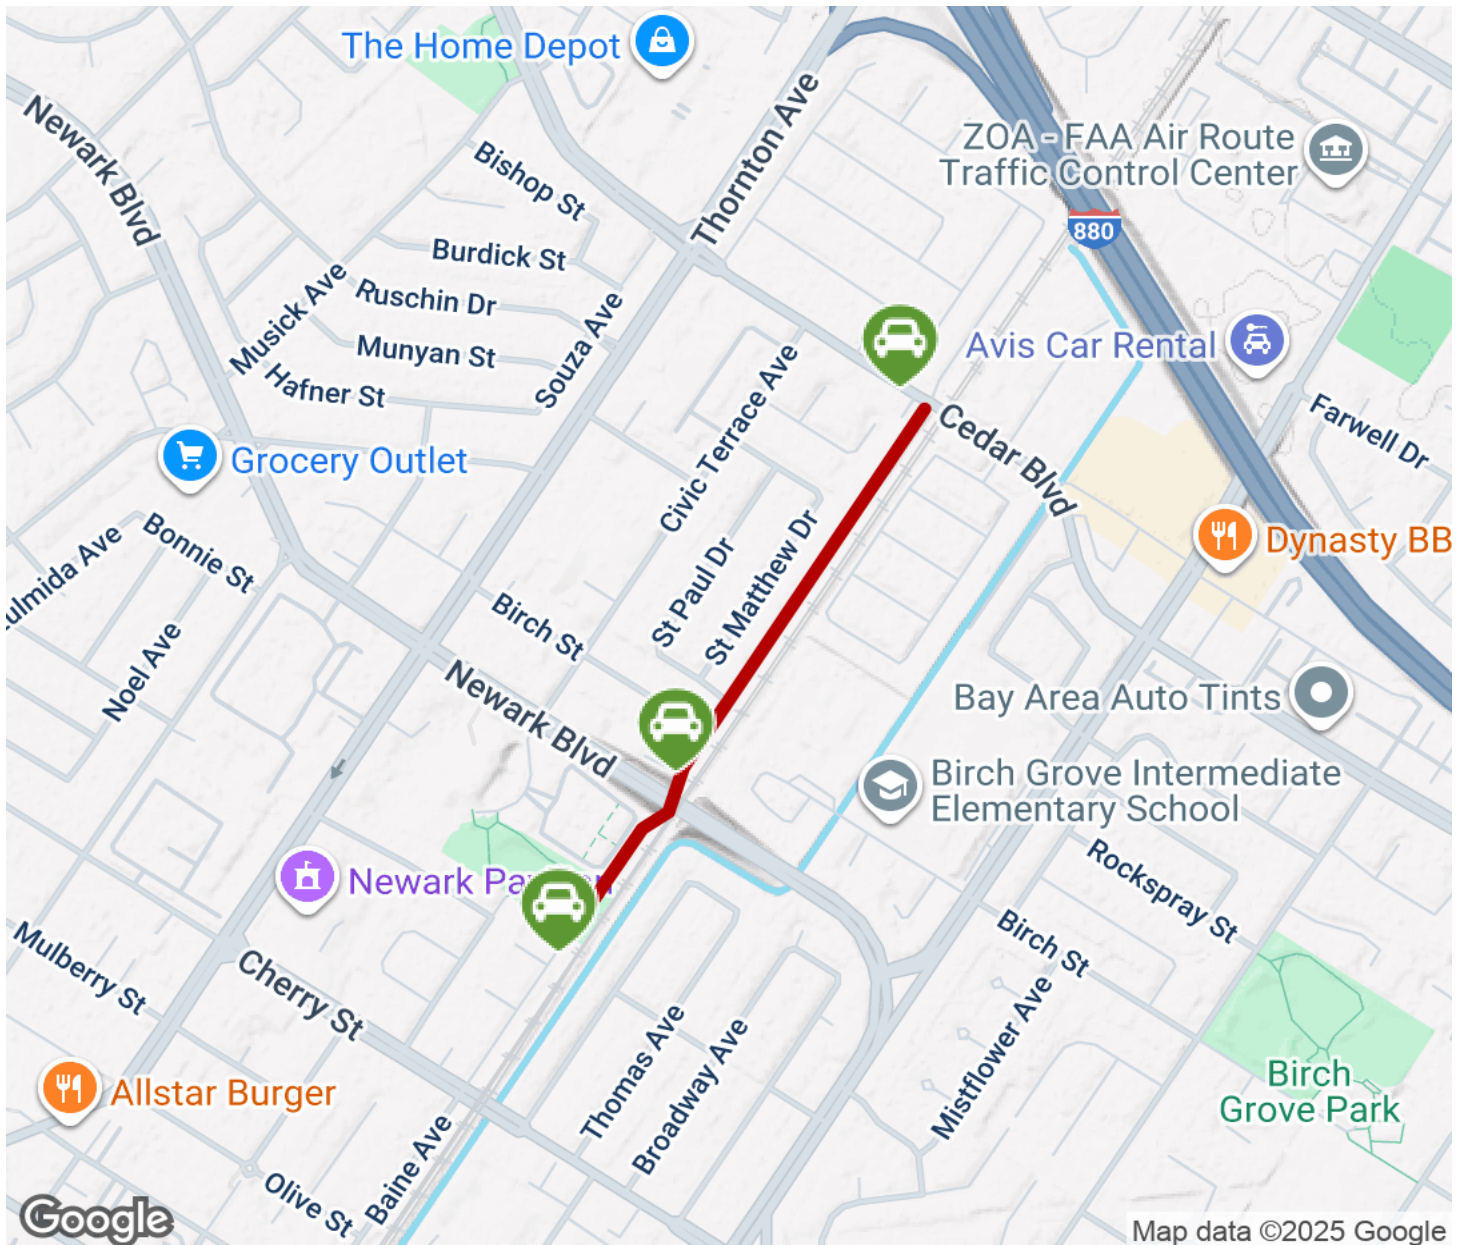 The Home Depot
Newark Blvd
Thornton Ave
ZOA - FAA Air Route
Traffic Control Center
Bishop St
880
Burdick St
Musick Ave
Ruschin Dr
Souza Ave
Munyan St
Avis Car Rental
Hafner St
Civic Terrace Ave
Cedar Blvd
Farwell Dr
Grocery Outlet
ulmida Ave
Bonnie St
St Paul Dr
St Matthew Dr
Dynasty BB
Birch St
Noel Ave
Newark Blvd
Bay Area Auto Tints
Birch Grove Intermediate
Elementary School
Newark Pa
n
Rockspray St
Birch St
Mulberry St
Cherry St
Thomas Ave
Broadway Ave
Mistflower Ave
Allstar Burger
Birch
Grove Park
Baine Ave
Olive St
Google
Map data ©2025 Google